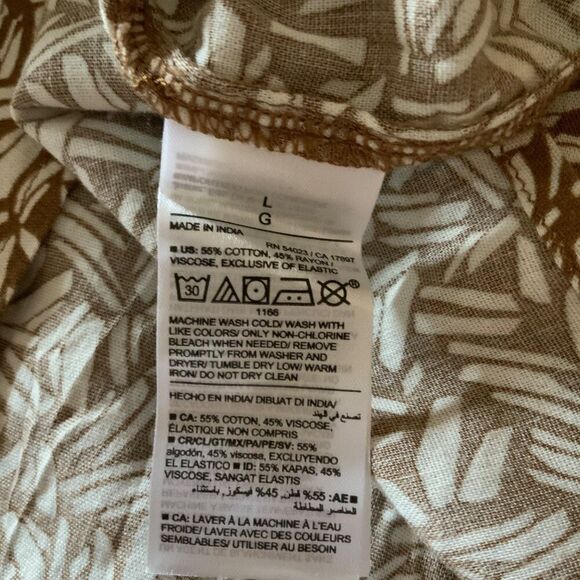 L
G
MADE IN INDIA
RN 54023 / CA 17897
■ US: 55% COTTON, 45% RAYON /
VISCOSE, EXCLUSIVE OF ELASTIC
30
®
1166
MACHINE WASH COLD/ WASH WITH
LIKE COLORS/ ONLY NON-CHLORINE
BLEACH WHEN NEEDED/ REMOVE
PROMPTLY FROM WASHER AND
DRYER/ TUMBLE DRY LOW/ WARM
IRON/ DO NOT DRY CLEAN
HECHO EN INDIA/ DIBUAT DI INDIA/
تصنع في الهند
■ CA: 55% COTON, 45% VISCOSE,
ÉLASTIQUE NON COMPRIS
■ CR/CL/GT/MX/PA/PE/SV: 55%
algodón, 45% viscosa, EXCLUYENDO
EL ELASTICO ■ ID: 55% KAPAS, 45%
VISCOSE, SANGAT ELASTIS
■ AE: 55% قطن, 45% فيسكوز, باستثناء
العناصر المطاطة
■ CA: LAVER À LA MACHINE À L'EAU
FROIDE/ LAVER AVEC DES COULEURS
SEMBLABLES/ UTILISER AU BESOIN